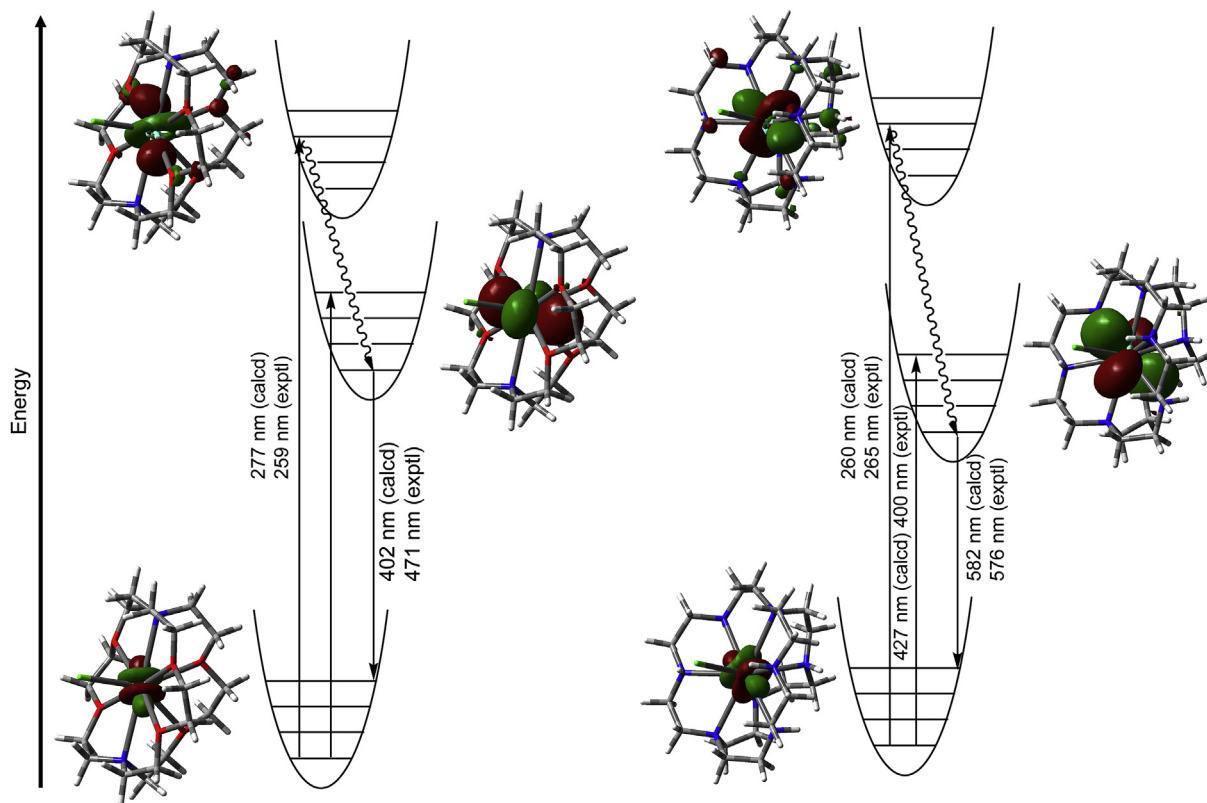 Energy
277 nm (calcd)
259 nm (exptl)
402 nm (calcd)
471 nm (exptl)
260 nm (calcd)
265 nm (exptl)
427 nm (calcd) 400 nm (exptl)
582 nm (calcd)
576 nm (exptl)